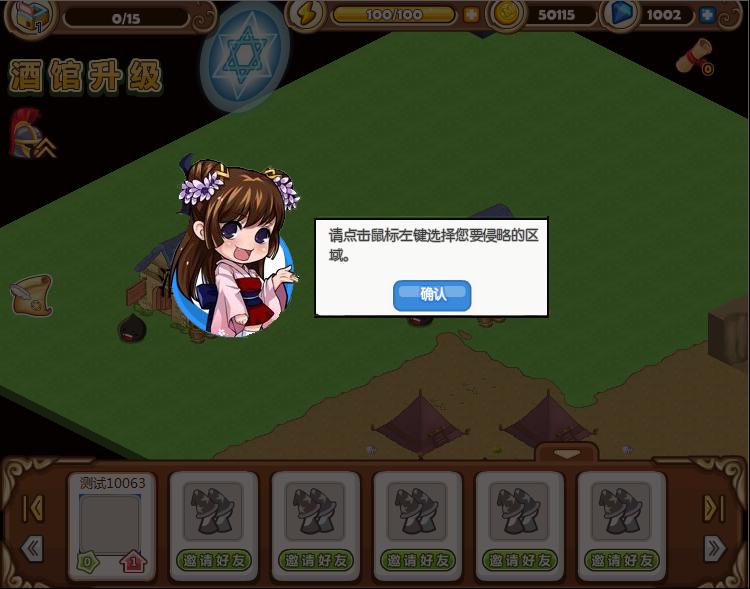 1
0/15
100/100
50115
1002
酒馆升级
0
请点击鼠标左键选择您要侵略的区
域。
确认
测试10063
0
1
邀请好友
邀请好友
邀请好友
邀请好友
邀请好友